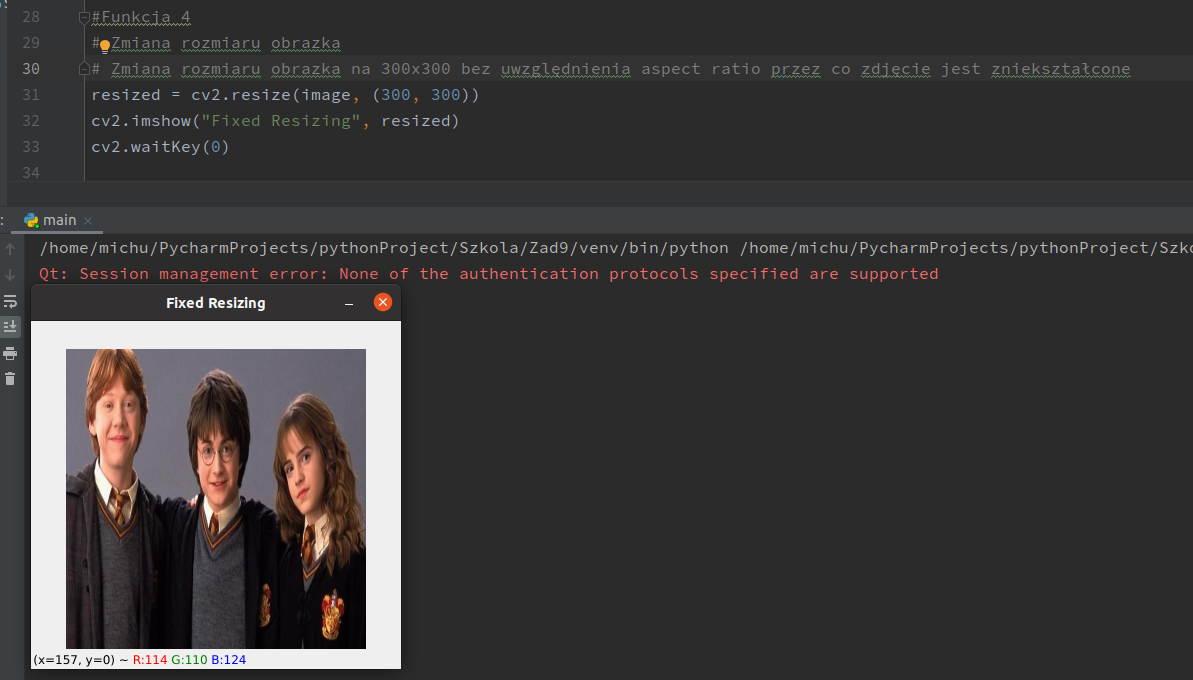 28 #Funkcja 4
29 # Zmiana rozmiaru obrazka
30 # Zmiana rozmiaru obrazka na 300x300 bez uwzględnienia aspect ratio przez co zdjęcie jest zniekształcone
31 resized = cv2.resize(image, (300, 300))
32 cv2.imshow("Fixed Resizing", resized)
33 cv2.waitKey(0)
34
: main ×
/home/michu/PycharmProjects/pythonProject/Szkola/Zad9/venv/bin/python /home/michu/PycharmProjects/pythonProject/Szko
Qt: Session management error: None of the authentication protocols specified are supported
Fixed Resizing
(x=157, y=0) ~ R:114 G:110 B:124